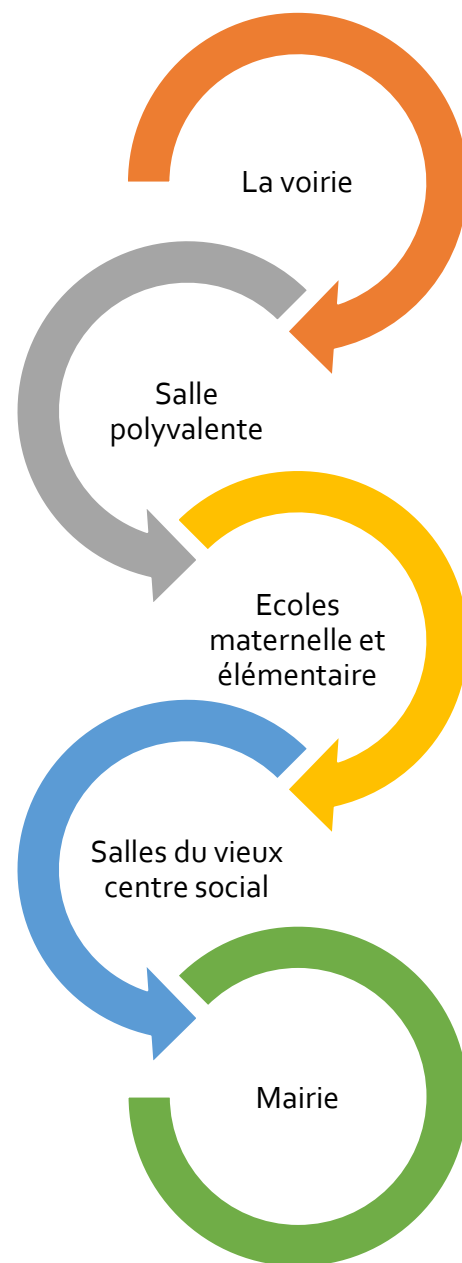 La voirie
Salle
polyvalente
Ecoles
maternelle et
élémentaire
Salles du vieux
centre social
Mairie